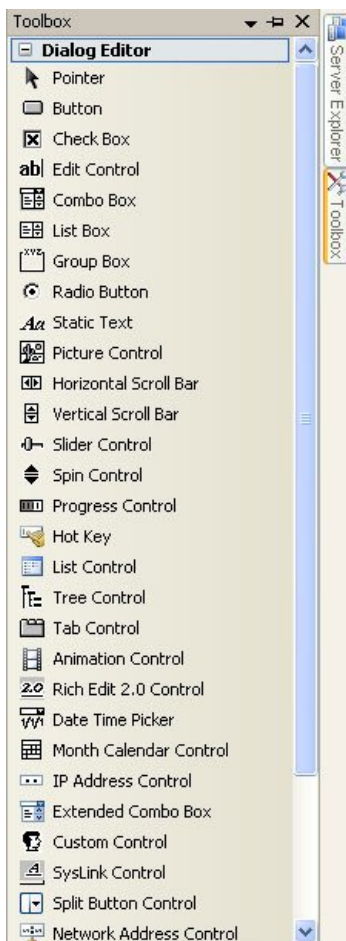 Toolbox
Dialog Editor
Pointer
Button
Check Box
ab| Edit Control
Combo Box
List Box
XYZ Group Box
Radio Button
Aa Static Text
Picture Control
Horizontal Scroll Bar
Vertical Scroll Bar
Slider Control
Spin Control
Progress Control
Hot Key
List Control
Tree Control
Tab Control
Animation Control
2.0 Rich Edit 2.0 Control
Date Time Picker
Month Calendar Control
IP Address Control
Extended Combo Box
Custom Control
A SysLink Control
Split Button Control
Network Address Control
Server Explorer
Toolbox